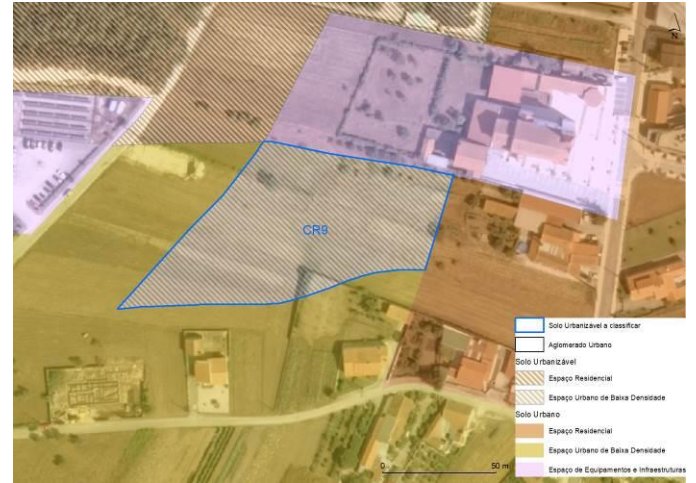 N
CR9
Solo Urbanizável a classificar
Aglomerado Urbano
Solo Urbanizável
Espaço Residencial
Espaço Urbano de Baixa Densidade
Solo Urbano
Espaço Residencial
Espaço Urbano de Baixa Densidade
Espaço de Equipamentos e Infraestruturas
0 50 m